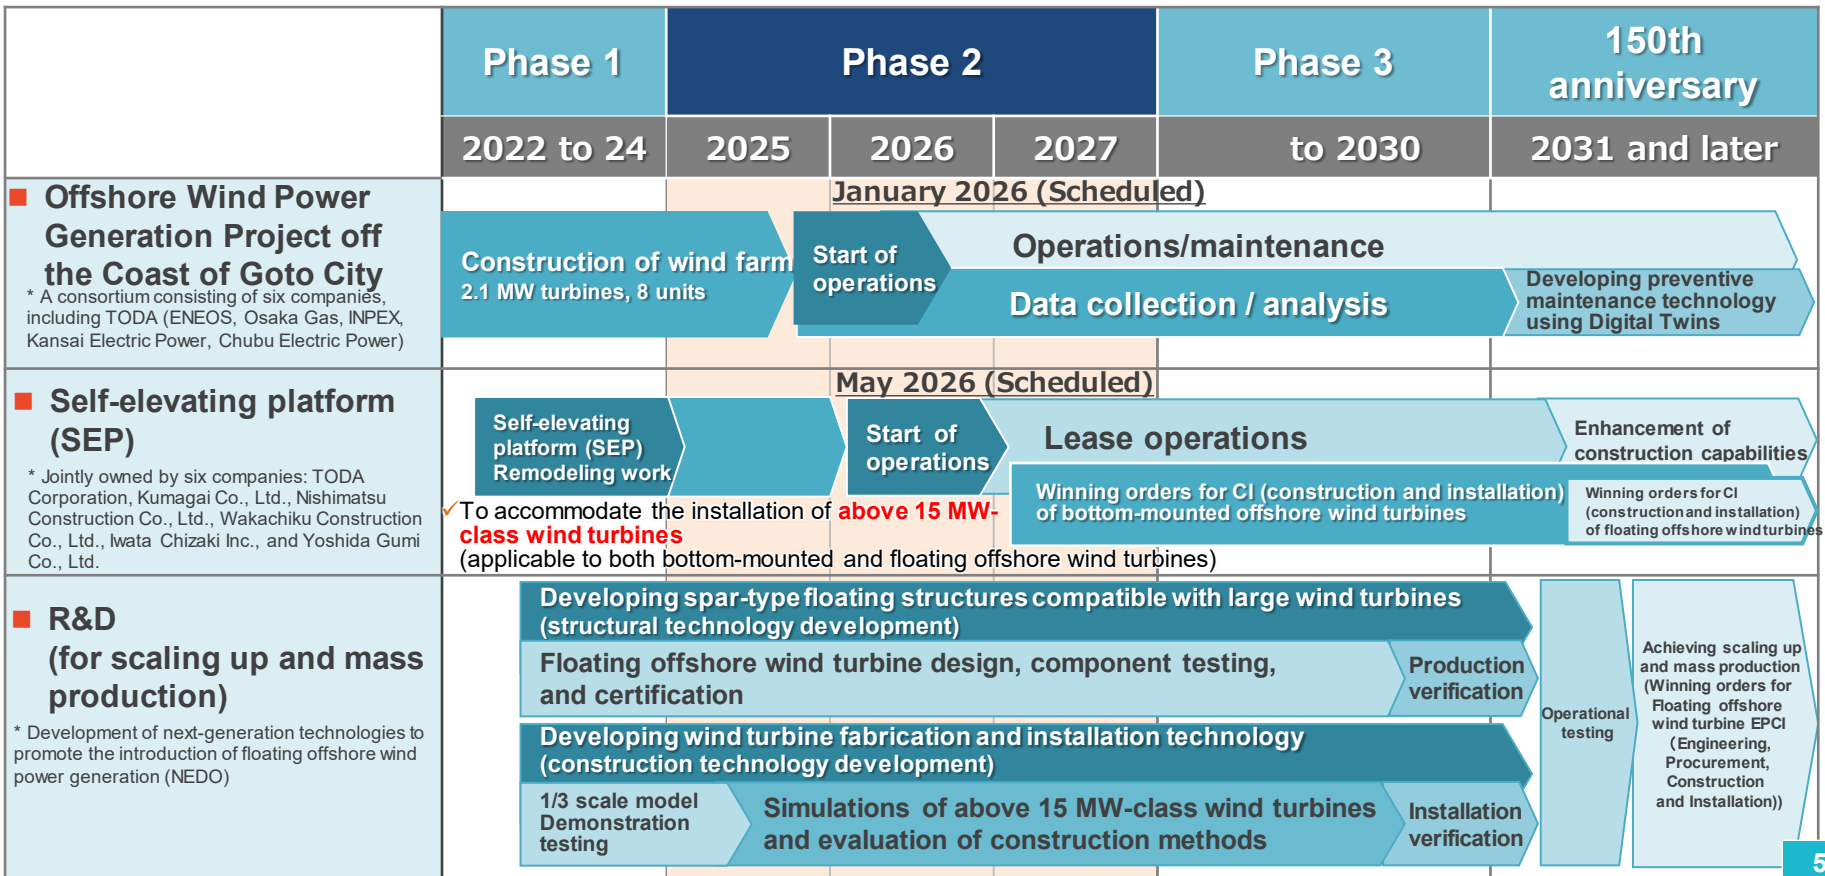 Phase 1
Phase 2
Phase 3
150th
anniversary
2022 to 24
2025
2026
2027
to 2030
2031 and later
Offshore Wind Power
Generation Project off
the Coast of Goto City
* A consortium consisting of six companies,
including TODA (ENEOS, Osaka Gas, INPEX,
Kansai Electric Power, Chubu Electric Power)
January 2026 (Scheduled)
Construction of wind farm
2.1 MW turbines, 8 units
Start of
operations
Operations/maintenance
Data collection / analysis
Developing preventive
maintenance technology
using Digital Twins
Self-elevating platform
(SEP)
* Jointly owned by six companies: TODA
Corporation, Kumagai Co., Ltd., Nishimatsu
Construction Co., Ltd., Wakachiku Construction
Co., Ltd., Iwata Chizaki Inc., and Yoshida Gumi
Co., Ltd.
May 2026 (Scheduled)
Self-elevating
platform (SEP)
Remodeling work
Start of
operations
Lease operations
Enhancement of
construction capabilities
Winning orders for CI (construction and installation)
of bottom-mounted offshore wind turbines
Winning orders for CI
(construction and installation)
of floating offshore wind turbines
✓To accommodate the installation of above 15 MW-
class wind turbines
(applicable to both bottom-mounted and floating offshore wind turbines)
R&D
(for scaling up and mass
production)
* Development of next-generation technologies to
promote the introduction of floating offshore wind
power generation (NEDO)
Developing spar-type floating structures compatible with large wind turbines
(structural technology development)
Floating offshore wind turbine design, component testing,
and certification
Production
verification
Developing wind turbine fabrication and installation technology
(construction technology development)
1/3 scale model
Demonstration
testing
Simulations of above 15 MW-class wind turbines
and evaluation of construction methods
Installation
verification
Operational
testing
Achieving scaling up
and mass production
(Winning orders for
Floating offshore
wind turbine EPCI
(Engineering,
Procurement,
Construction
and Installation))
5